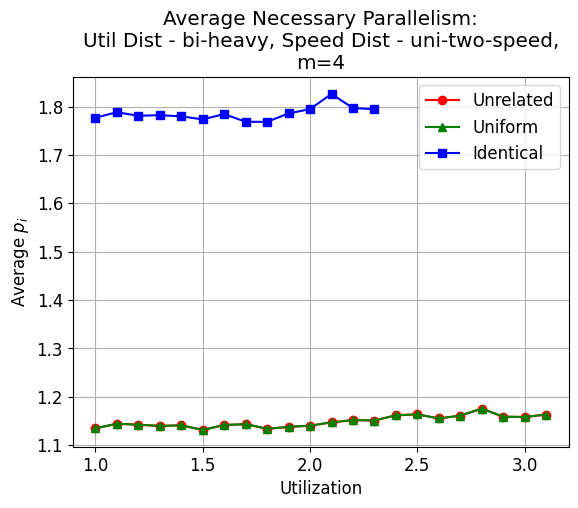 Average Necessary Parallelism:
Util Dist - bi-heavy, Speed Dist - uni-two-speed,
m=4
Unrelated
Uniform
Identical
Average $p_i$
1.8
1.7
1.6
1.5
1.4
1.3
1.2
1.1
1.0
1.5
2.0
2.5
3.0
Utilization